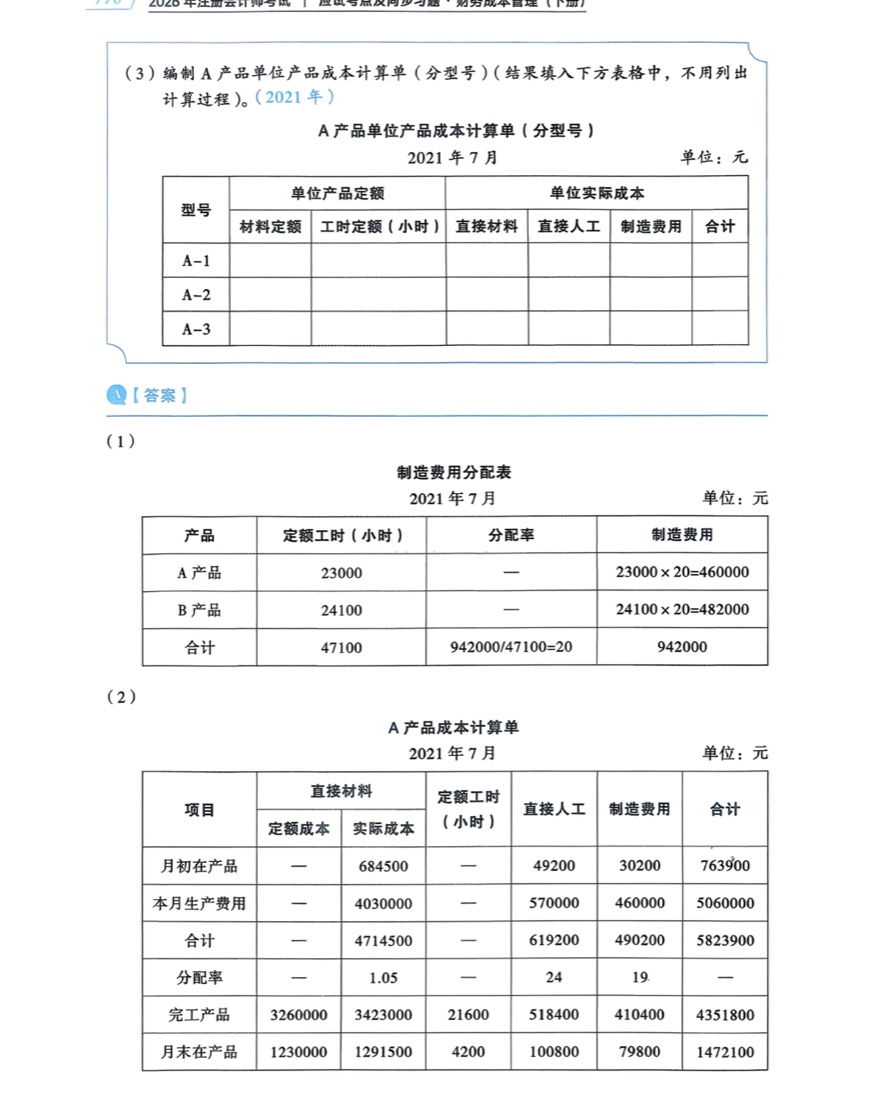 2026 年注册会计师考试 | 应试考点及同步习题·财务成本管理（下册）
（3）编制 A 产品单位产品成本计算单（分型号）（结果填入下方表格中，不用列出
计算过程）。（2021 年）
A 产品单位产品成本计算单（分型号）
2021 年 7 月 单位：元
型号 单位产品定额 单位实际成本
材料定额 工时定额（小时） 直接材料 直接人工 制造费用 合计
A-1
A-2
A-3
【答案】
（1）
制造费用分配表
2021 年 7 月 单位：元
产品 定额工时（小时） 分配率 制造费用
A 产品 23000 — 23000 × 20=460000
B 产品 24100 — 24100 × 20=482000
合计 47100 942000/47100=20 942000
（2）
A 产品成本计算单
2021 年 7 月 单位：元
项目 直接材料 定额工时（小时） 直接人工 制造费用 合计
定额成本 实际成本
月初在产品 — 684500 — 49200 30200 763900
本月生产费用 — 4030000 — 570000 460000 5060000
合计 — 4714500 — 619200 490200 5823900
分配率 — 1.05 — 24 19 —
完工产品 3260000 3423000 21600 518400 410400 4351800
月末在产品 1230000 1291500 4200 100800 79800 1472100